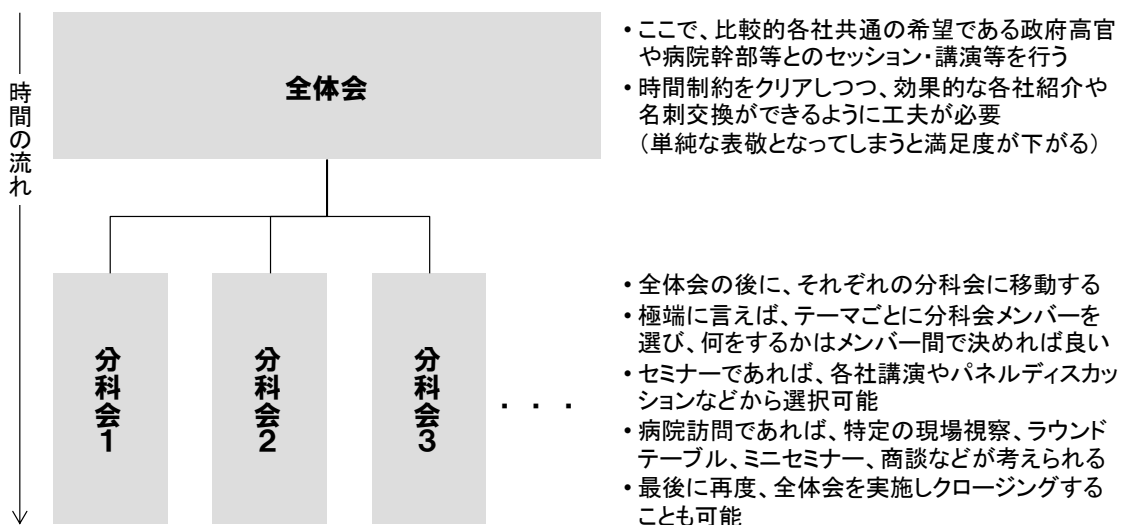 時間の流れ
全体会
• ここで、比較的各社共通の希望である政府高官
や病院幹部等とのセッション・講演等を行う
• 時間制約をクリアしつつ、効果的な各社紹介や
名刺交換ができるように工夫が必要
（単純な表敬となってしまうと満足度が下がる）
分科会1
分科会2
分科会3
・・・
• 全体会の後に、それぞれの分科会に移動する
• 極端に言えば、テーマごとに分科会メンバーを
選び、何をするかはメンバー間で決めれば良い
• セミナーであれば、各社講演やパネルディスカッ
ションなどから選択可能
• 病院訪問であれば、特定の現場視察、ラウンド
テーブル、ミニセミナー、商談などが考えられる
• 最後に再度、全体会を実施しクロージングする
ことも可能